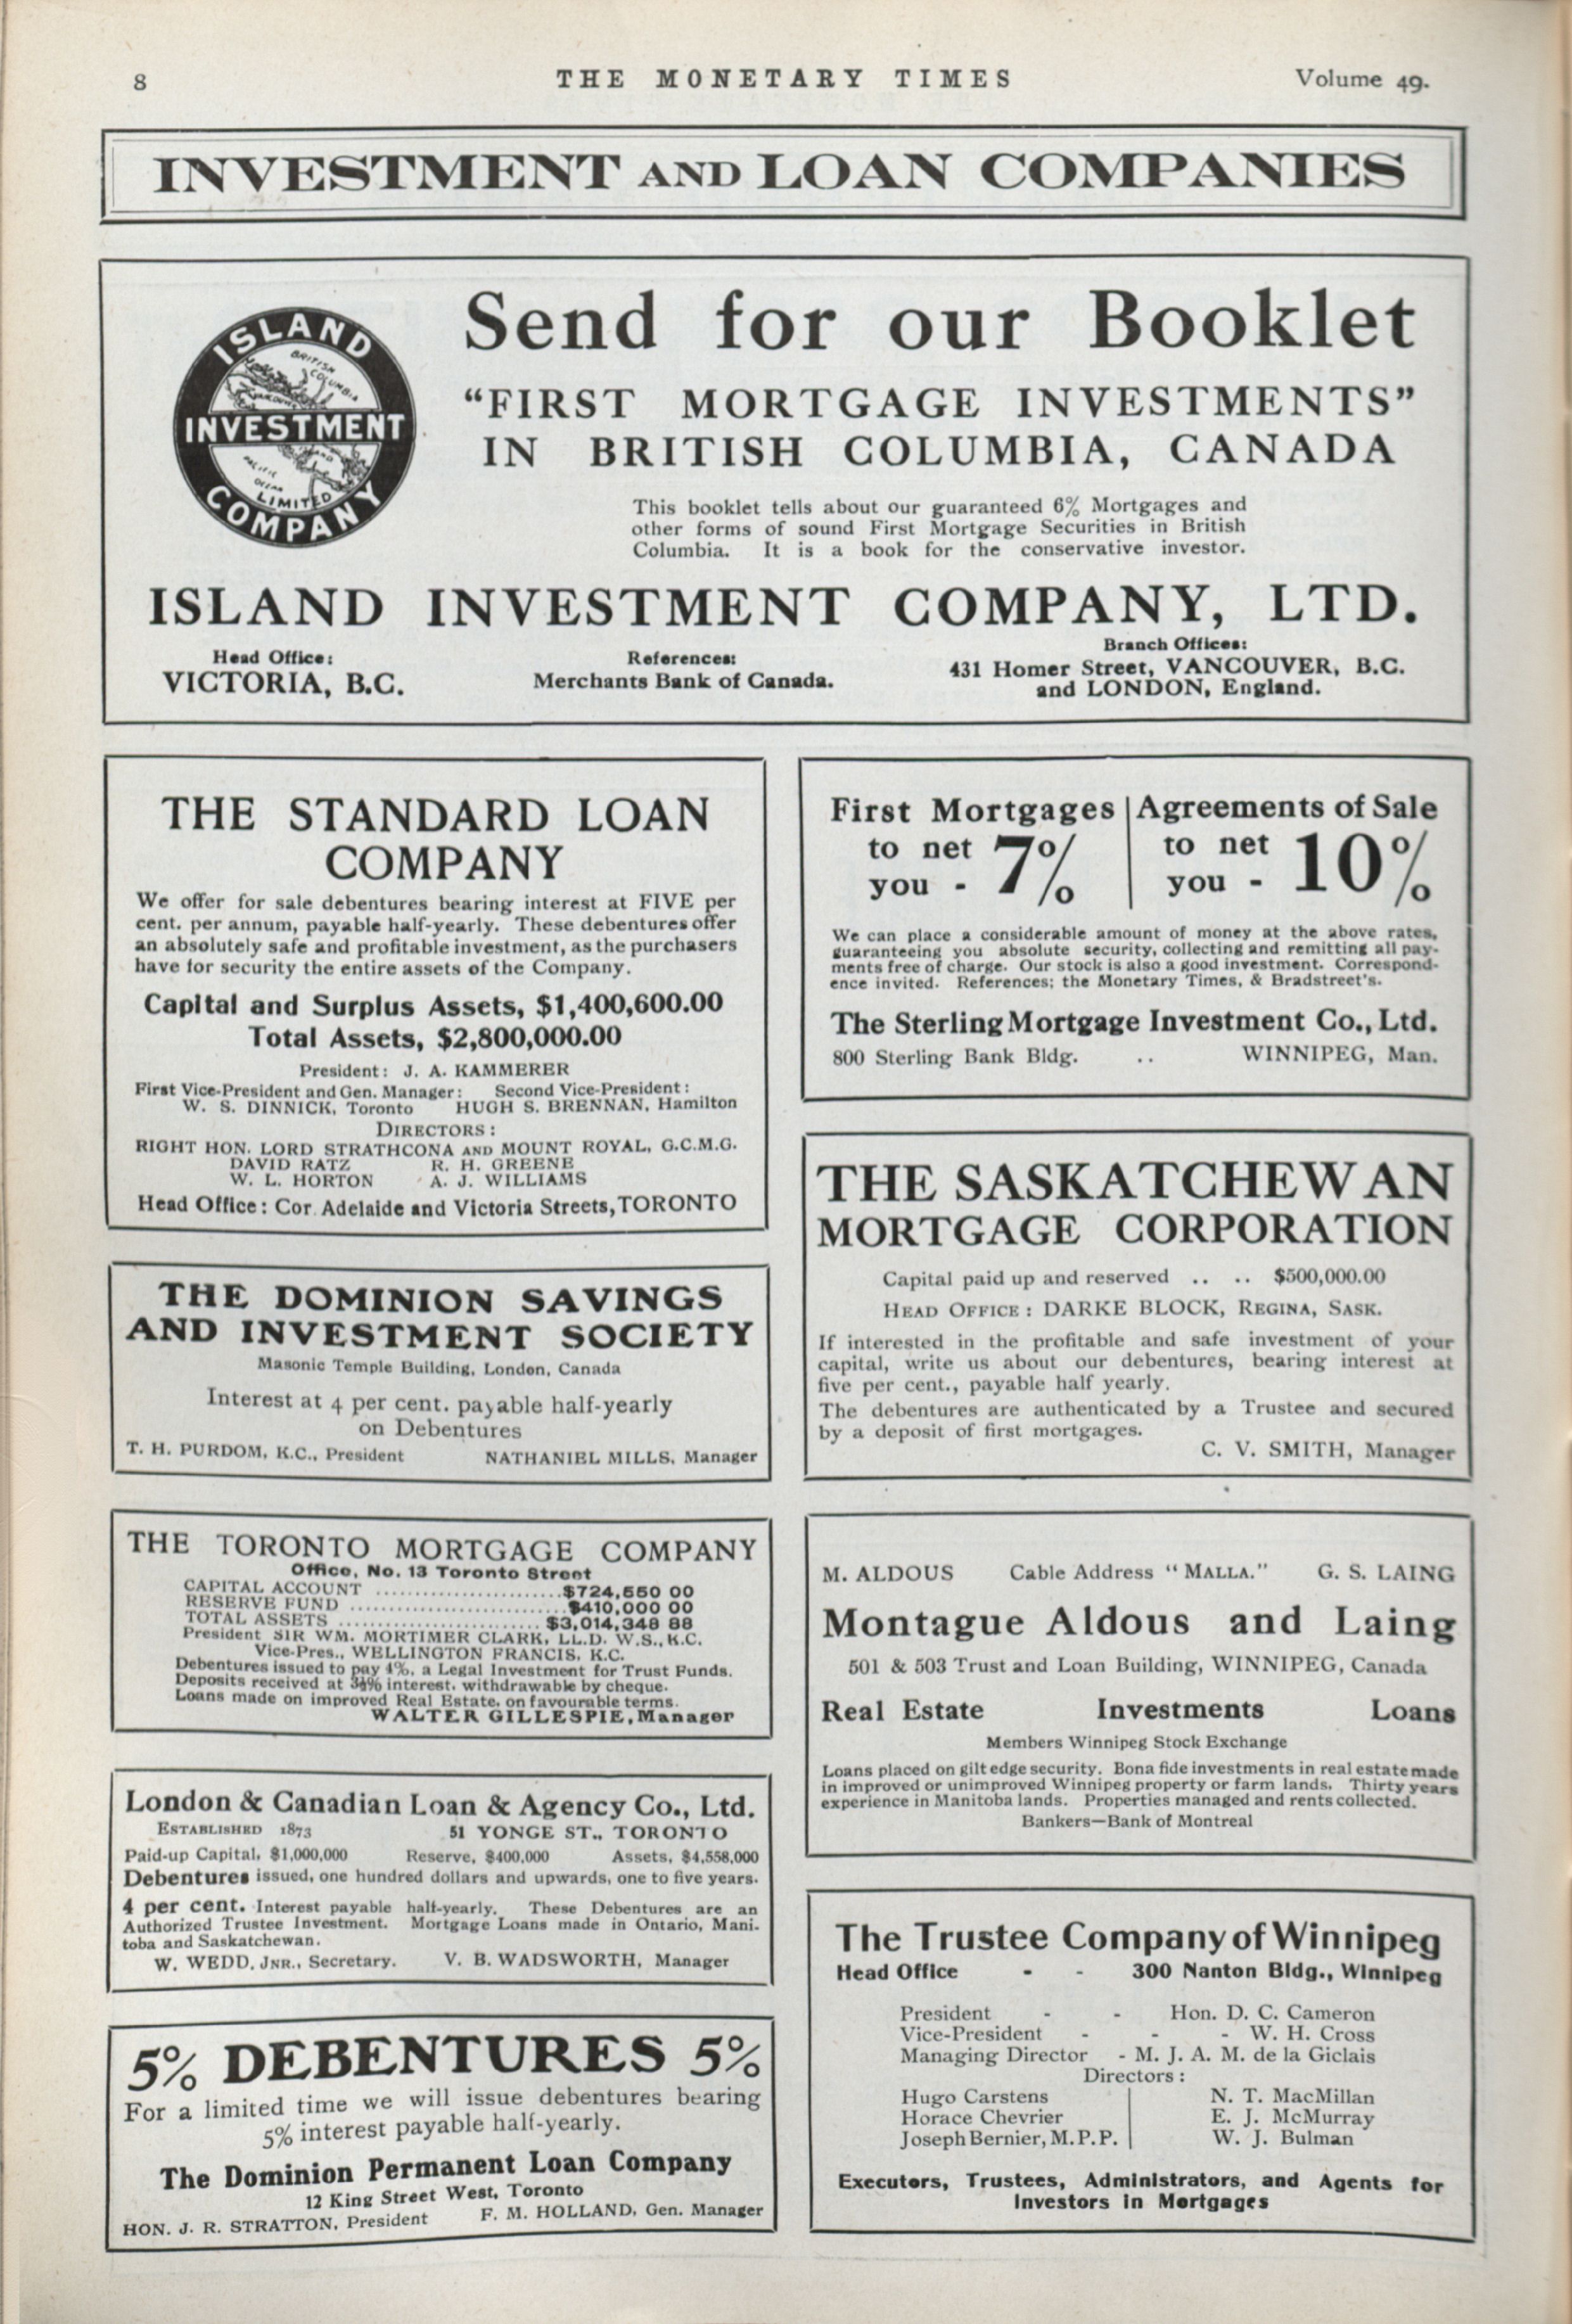 8
THE MONETARY TIMES
Volume 49.
INVESTMENT AND LOAN COMPANIES
ISLAND
BRITISH
COLUMBIA
VANCOUVER
INVESTMENT
ISLAND
PACIFIC
OCEAN
LIMITED
COMPANY
Send for our Booklet
“FIRST MORTGAGE INVESTMENTS”
IN BRITISH COLUMBIA, CANADA
This booklet tells about our guaranteed 6% Mortgages and
other forms of sound First Mortgage Securities in British
Columbia. It is a book for the conservative investor.
ISLAND INVESTMENT COMPANY, LTD.
Head Office:
VICTORIA, B.C.
References:
Merchants Bank of Canada.
Branch Offices:
431 Homer Street, VANCOUVER, B.C.
and LONDON, England.
THE STANDARD LOAN
COMPANY
We offer for sale debentures bearing interest at FIVE per
cent. per annum, payable half-yearly. These debentures offer
an absolutely safe and profitable investment, as the purchasers
have for security the entire assets of the Company.
Capital and Surplus Assets, $1,400,600.00
Total Assets, $2,800,000.00
President: J. A. KAMMERER
First Vice-President and Gen. Manager: Second Vice-President:
W. S. DINNICK, Toronto HUGH S. BRENNAN, Hamilton
DIRECTORS:
RIGHT HON. LORD STRATHCONA AND MOUNT ROYAL, G.C.M.G.
DAVID RATZ R. H. GREENE
W. L. HORTON A. J. WILLIAMS
Head Office: Cor. Adelaide and Victoria Streets, TORONTO
THE DOMINION SAVINGS
AND INVESTMENT SOCIETY
Masonic Temple Building, London, Canada
Interest at 4 per cent. payable half-yearly
on Debentures
T. H. PURDOM, K.C., President NATHANIEL MILLS, Manager
THE TORONTO MORTGAGE COMPANY
Office, No. 13 Toronto Street
CAPITAL ACCOUNT ........................$724,550 00
RESERVE FUND ............................$410,000 00
TOTAL ASSETS ..........................$3,014,348 88
President SIR WM. MORTIMER CLARK, LL.D. W.S., K.C.
Vice-Pres., WELLINGTON FRANCIS, K.C.
Debentures issued to pay 4%, a Legal Investment for Trust Funds.
Deposits received at 3½% interest, withdrawable by cheque.
Loans made on improved Real Estate, on favourable terms.
WALTER GILLESPIE, Manager
London & Canadian Loan & Agency Co., Ltd.
ESTABLISHED 1873 51 YONGE ST., TORONTO
Paid-up Capital, $1,000,000 Reserve, $400,000 Assets, $4,558,000
Debentures issued, one hundred dollars and upwards, one to five years.
4 per cent. Interest payable half-yearly. These Debentures are an
Authorized Trustee Investment. Mortgage Loans made in Ontario, Mani-
toba and Saskatchewan.
W. WEDD, JNR., Secretary. V. B. WADSWORTH, Manager
5% DEBENTURES 5%
For a limited time we will issue debentures bearing
5% interest payable half-yearly.
The Dominion Permanent Loan Company
12 King Street West, Toronto
HON. J. R. STRATTON, President F. M. HOLLAND, Gen. Manager
First Mortgages
to net
you - 7%
Agreements of Sale
to net
you - 10%
We can place a considerable amount of money at the above rates,
guaranteeing you absolute security, collecting and remitting all pay-
ments free of charge. Our stock is also a good investment. Correspond-
ence invited. References; the Monetary Times, & Bradstreet's.
The Sterling Mortgage Investment Co., Ltd.
800 Sterling Bank Bldg. .. WINNIPEG, Man.
THE SASKATCHEWAN
MORTGAGE CORPORATION
Capital paid up and reserved .. .. $500,000.00
HEAD OFFICE: DARKE BLOCK, REGINA, SASK.
If interested in the profitable and safe investment of your
capital, write us about our debentures, bearing interest at
five per cent., payable half yearly.
The debentures are authenticated by a Trustee and secured
by a deposit of first mortgages.
C. V. SMITH, Manager
M. ALDOUS Cable Address “MALLA.” G. S. LAING
Montague Aldous and Laing
501 & 503 Trust and Loan Building, WINNIPEG, Canada
Real Estate Investments Loans
Members Winnipeg Stock Exchange
Loans placed on gilt edge security. Bona fide investments in real estate made
in improved or unimproved Winnipeg property or farm lands. Thirty years
experience in Manitoba lands. Properties managed and rents collected.
Bankers—Bank of Montreal
The Trustee Company of Winnipeg
Head Office - - 300 Nanton Bldg., Winnipeg
President - - Hon. D. C. Cameron
Vice-President - - - W. H. Cross
Managing Director - M. J. A. M. de la Giclais
Directors:
Hugo Carstens N. T. MacMillan
Horace Chevrier E. J. McMurray
Joseph Bernier, M.P.P. W. J. Bulman
Executors, Trustees, Administrators, and Agents for
Investors in Mortgages